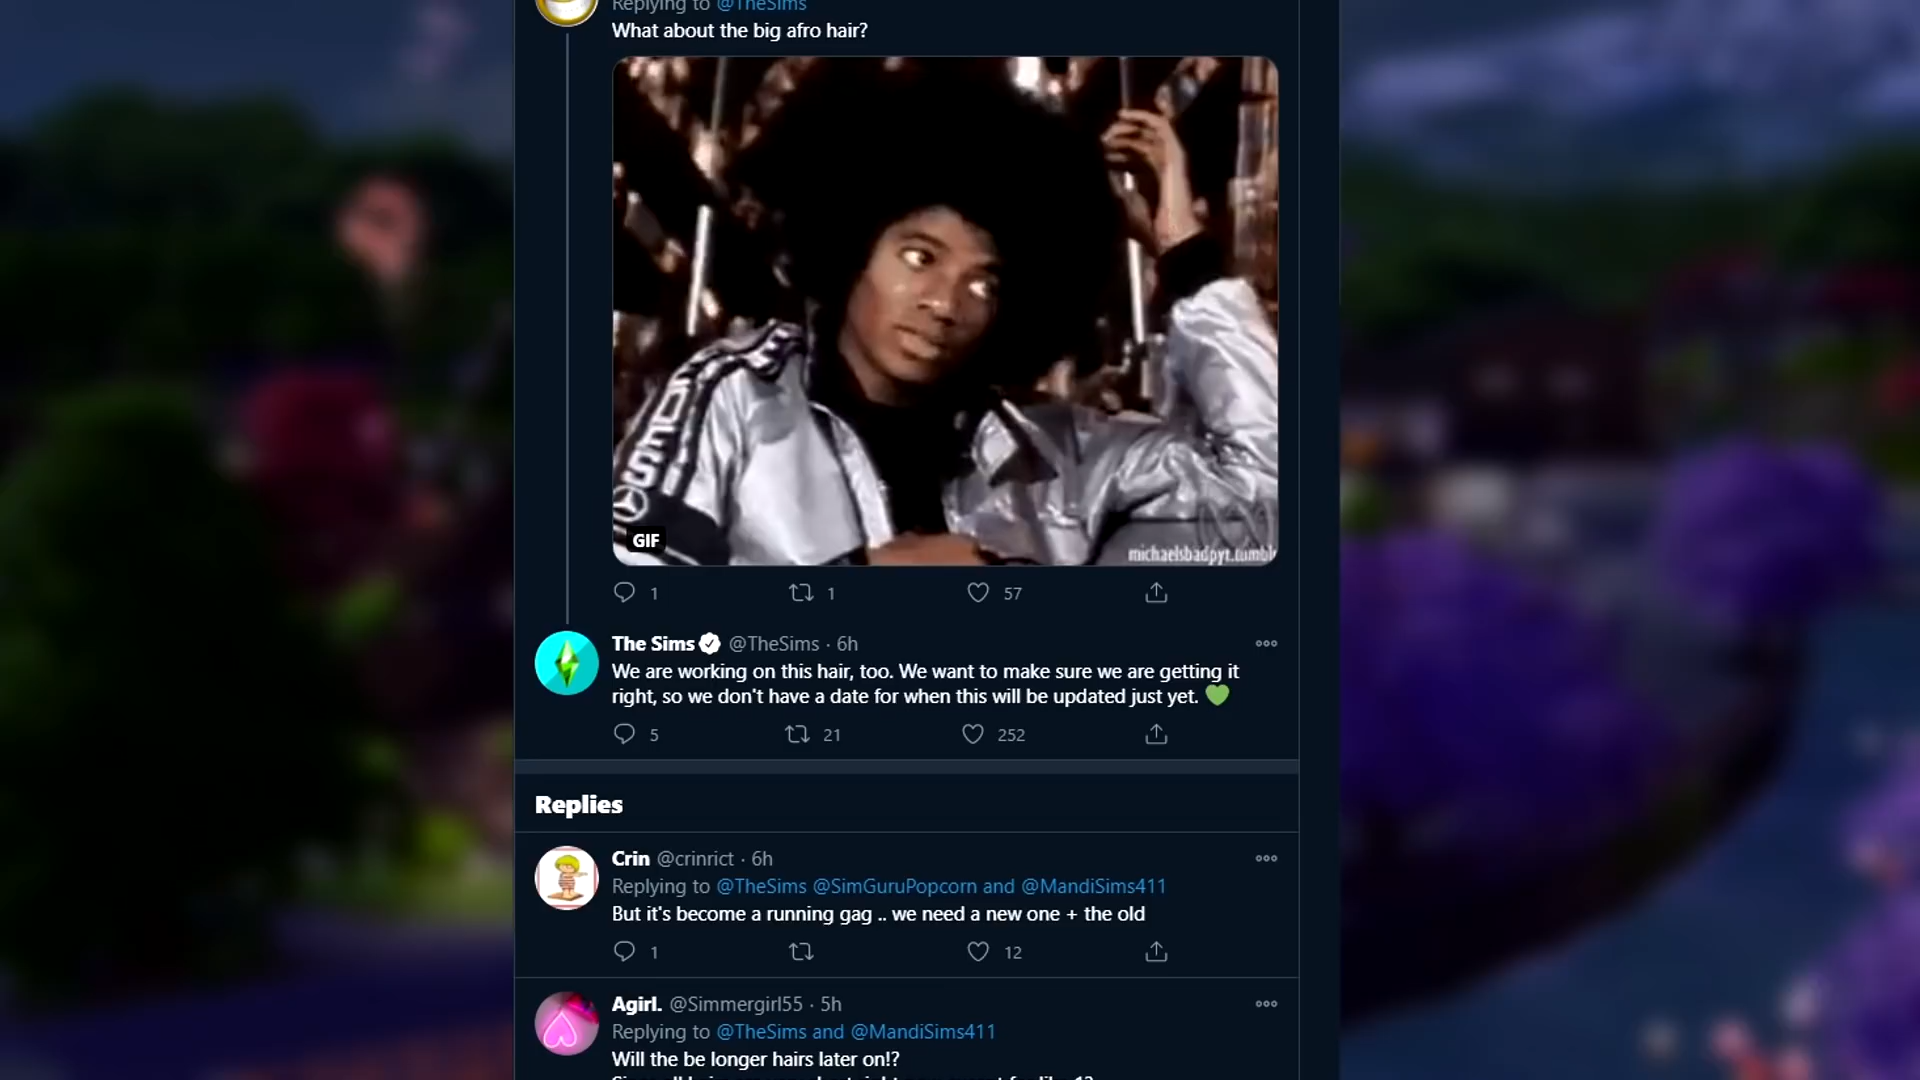 Replying to @TheSims
What about the big afro hair?
GIF
michaelsbadpyt.tumbl
1
1
57
The Sims @TheSims · 6h
We are working on this hair, too. We want to make sure we are getting it
right, so we don't have a date for when this will be updated just yet. 💚
5
21
252
Replies
Crin @crinrict · 6h
Replying to @TheSims @SimGuruPopcorn and @MandiSims411
But it's become a running gag .. we need a new one + the old
1
12
Agirl. @Simmergirl55 · 5h
Replying to @TheSims and @MandiSims411
Will the be longer hairs later on!?